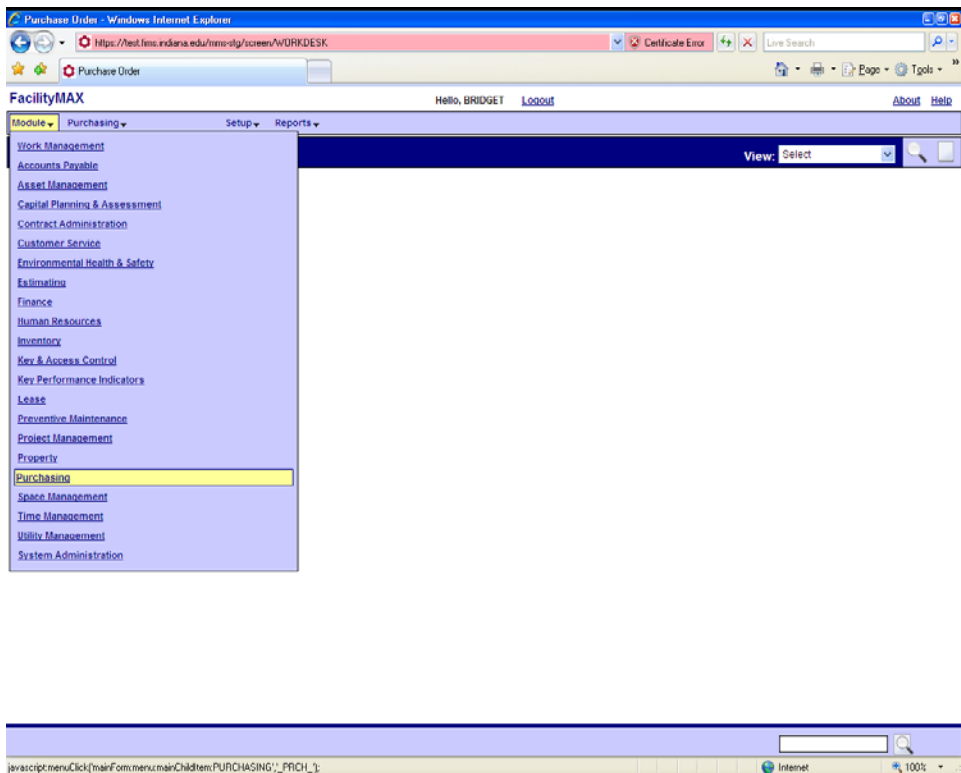 Purchase Order - Windows Internet Explorer
https://test.fms.indiana.edu/mms-stg/screen/WORKDESK
Certificate Error
Live Search
Purchase Order
Page
Tools
»
FacilityMAX
Hello, BRIDGET
Logout
About Help
Module Purchasing Setup Reports
View: Select
Work Management
Accounts Payable
Asset Management
Capital Planning & Assessment
Contract Administration
Customer Service
Environmental Health & Safety
Estimating
Finance
Human Resources
Inventory
Key & Access Control
Key Performance Indicators
Lease
Preventive Maintenance
Project Management
Property
Purchasing
Space Management
Time Management
Utility Management
System Administration
javascript:menuClick('mainForm:menu:mainChildItem:PURCHASING','_PRCH_');
Internet
100%